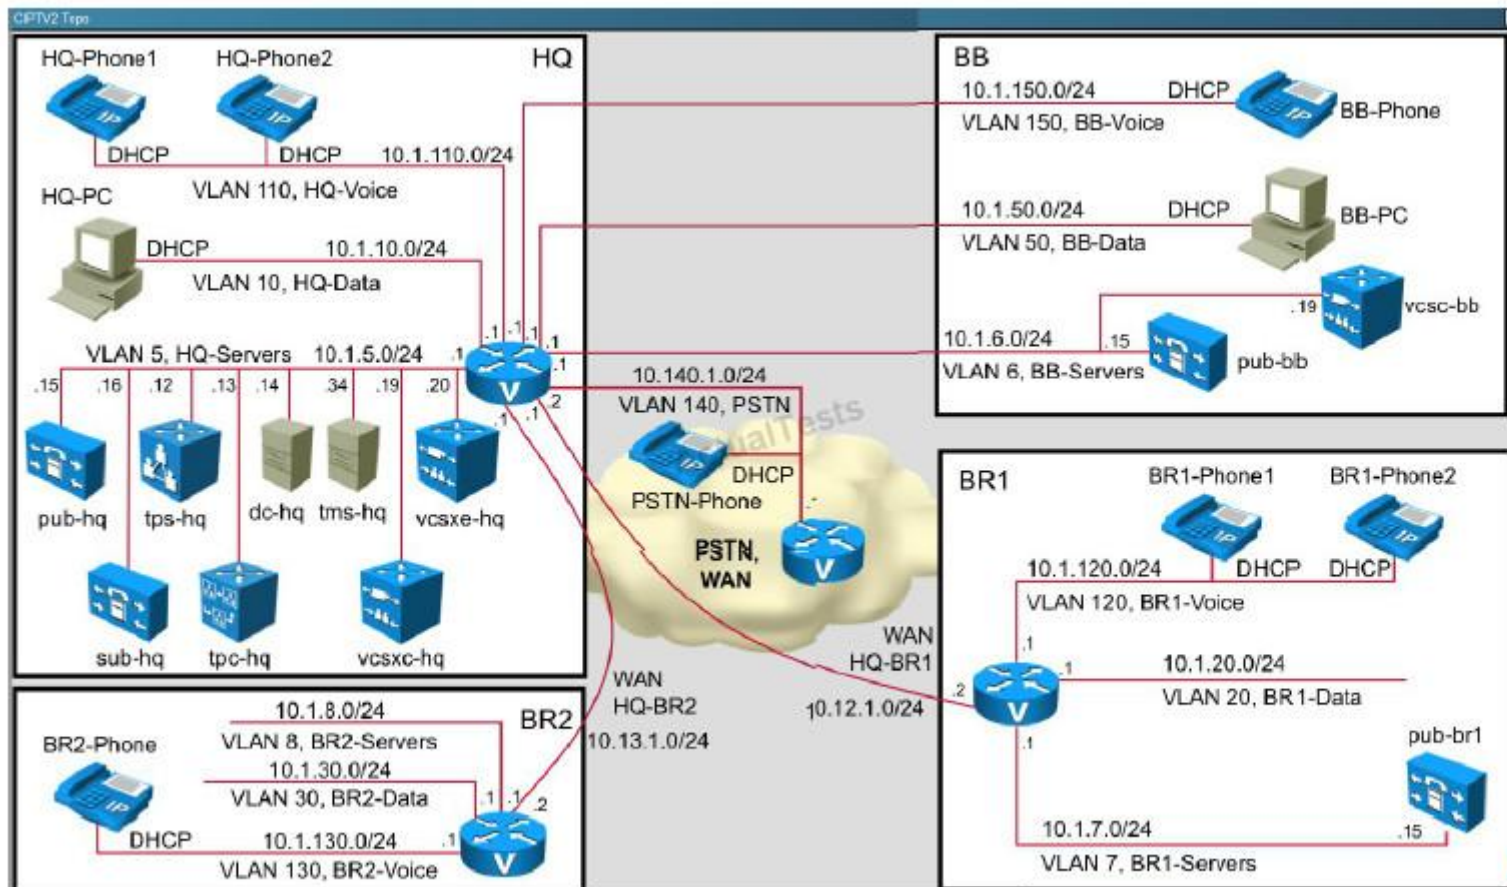 CIPTV2 Topo
HQ
HQ-Phone1
HQ-Phone2
IP
IP
DHCP
DHCP
10.1.110.0/24
VLAN 110, HQ-Voice
HQ-PC
DHCP
10.1.10.0/24
VLAN 10, HQ-Data
VLAN 5, HQ-Servers
10.1.5.0/24
.1
.1
.1
.1
.1
.1
.1
.2
.1
.1
V
.15
.16
.12
.13
.14
.34
.19
.20
pub-hq
tps-hq
dc-hq
tms-hq
vcsxe-hq
sub-hq
tpc-hq
vcsxc-hq
BB
10.1.150.0/24
DHCP
IP
BB-Phone
VLAN 150, BB-Voice
10.1.50.0/24
DHCP
BB-PC
VLAN 50, BB-Data
.19
vcsc-bb
10.1.6.0/24
.15
VLAN 6, BB-Servers
pub-blb
10.140.1.0/24
VLAN 140, PSTN
ualTests
IP
DHCP
PSTN-Phone
PSTN,
WAN
V
WAN
HQ-BR1
10.12.1.0/24
WAN
HQ-BR2
10.13.1.0/24
BR2
10.1.8.0/24
VLAN 8, BR2-Servers
BR2-Phone
IP
10.1.30.0/24
VLAN 30, BR2-Data
.1
.1
.2
DHCP
10.1.130.0/24
.1
V
VLAN 130, BR2-Voice
BR1
BR1-Phone1
BR1-Phone2
IP
IP
10.1.120.0/24
DHCP
DHCP
VLAN 120, BR1-Voice
.1
.1
10.1.20.0/24
.2
V
VLAN 20, BR1-Data
.1
pub-br1
10.1.7.0/24
.15
VLAN 7, BR1-Servers